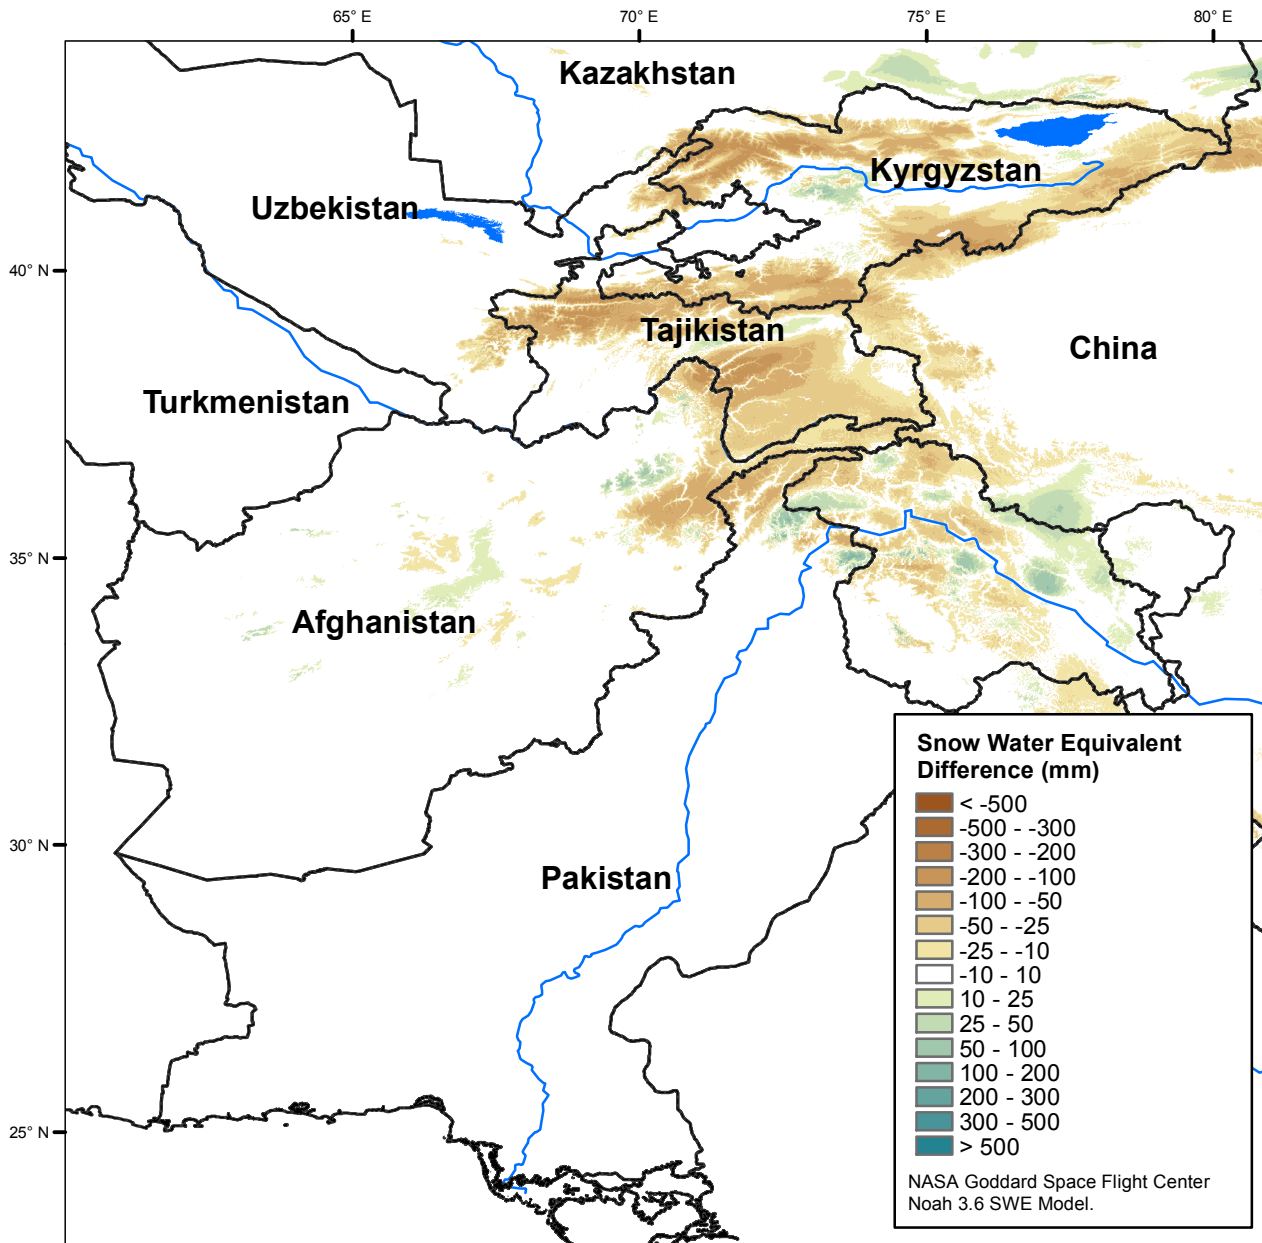 65° E
70° E
75° E
80° E
Kazakhstan
Kyrgyzstan
Uzbekistan
40° N
Tajikistan
China
Turkmenistan
35° N
Afghanistan
30° N
Pakistan
25° N
Snow Water Equivalent
Difference (mm)
< -500
-500 - -300
-300 - -200
-200 - -100
-100 - -50
-50 - -25
-25 - -10
-10 - 10
10 - 25
25 - 50
50 - 100
100 - 200
200 - 300
300 - 500
> 500
NASA Goddard Space Flight Center
Noah 3.6 SWE Model.